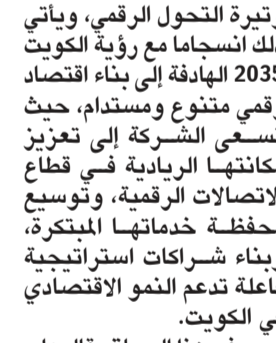 وتيرة التحول الرقمي، ويأتي
ذلك انسجاما مع رؤية الكويت
2035 الهادفة إلى بناء اقتصاد
رقمي متنوع ومستدام، حيث
تسعى الشركة إلى تعزيز
مكانتها الريادية في قطاع
الاتصالات الرقمية، وتوسيع
محفظة خدماتها المبتكرة،
وبناء شراكات استراتيجية
فاعلة تدعم النمو الاقتصادي
في الكويت.